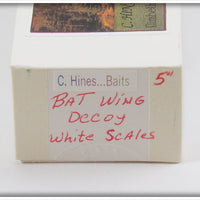 C. Hines...Baits
5"
BAT WING
DECOY
White SCALES